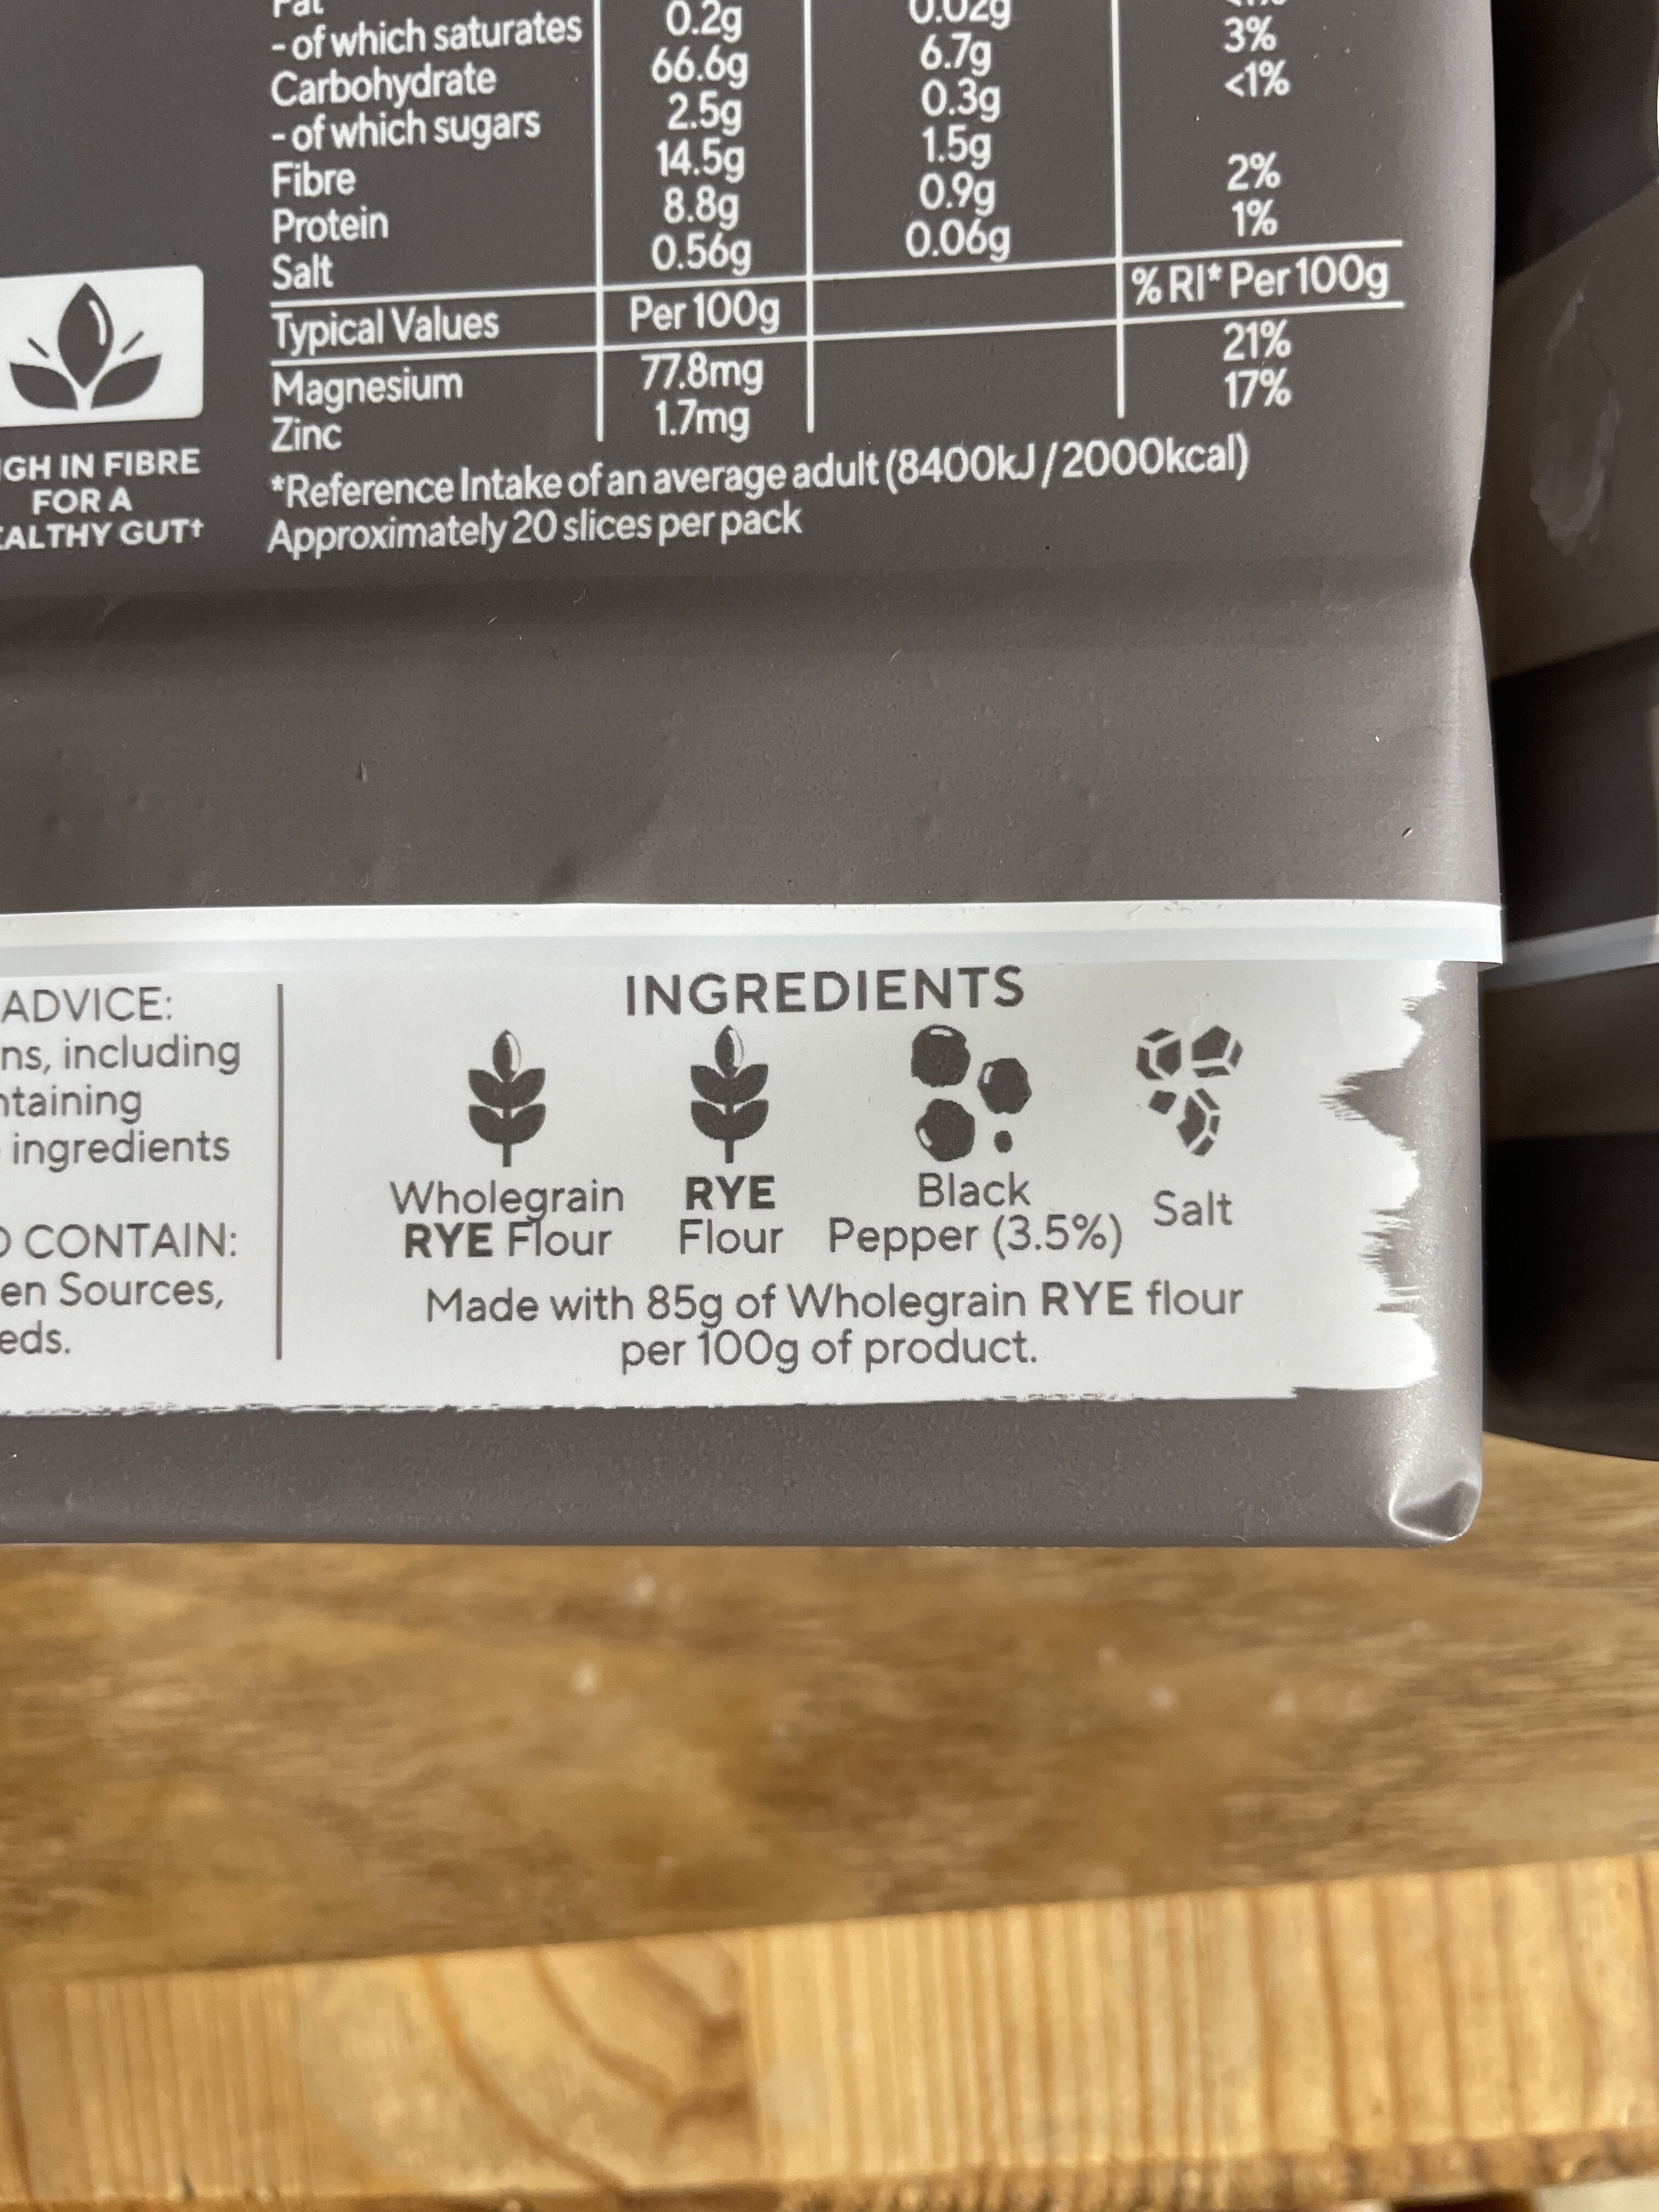 Fat
- of which saturates 0.2g 0.02g
Carbohydrate 66.6g 6.7g 3%
- of which sugars 2.5g 0.3g <1%
Fibre 14.5g 1.5g
Protein 8.8g 0.9g 2%
Salt 0.56g 0.06g 1%
Typical Values Per 100g % RI* Per 100g
Magnesium 77.8mg 21%
Zinc 1.7mg 17%
*Reference Intake of an average adult (8400kJ / 2000kcal)
Approximately 20 slices per pack
IGH IN FIBRE
FOR A
EALTHY GUT†
ADVICE:
ns, including
ntaining
ingredients
CONTAIN:
en Sources,
eds.
INGREDIENTS
Wholegrain
RYE Flour
RYE
Flour
Black
Pepper (3.5%)
Salt
Made with 85g of Wholegrain RYE flour
per 100g of product.